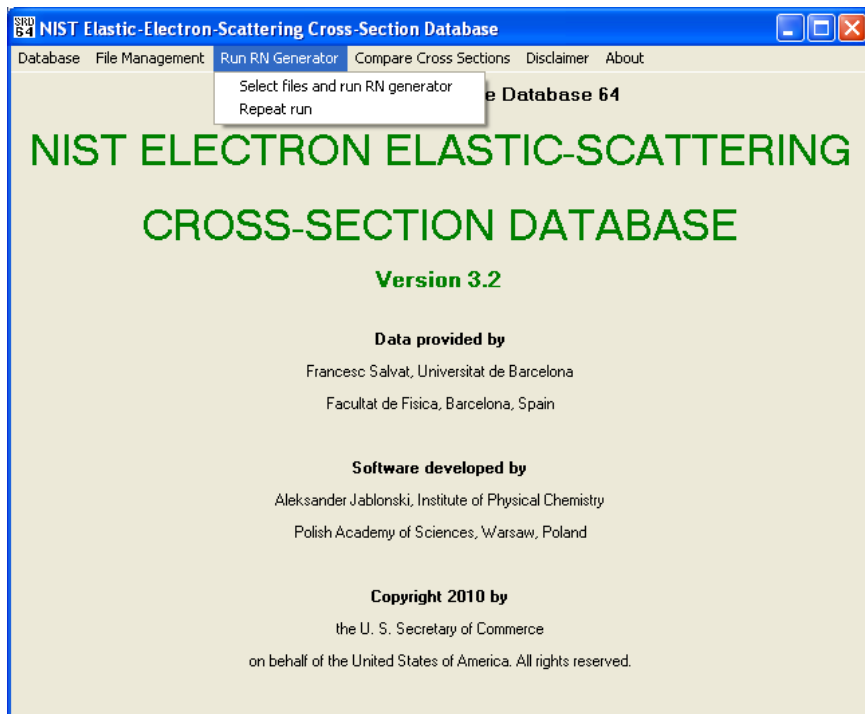 SRD
64 NIST Elastic-Electron-Scattering Cross-Section Database
Database File Management Run RN Generator Compare Cross Sections Disclaimer About
Select files and run RN generator
Repeat run
e Database 64
NIST ELECTRON ELASTIC-SCATTERING
CROSS-SECTION DATABASE
Version 3.2
Data provided by
Francesc Salvat, Universitat de Barcelona
Facultat de Fisica, Barcelona, Spain
Software developed by
Aleksander Jablonski, Institute of Physical Chemistry
Polish Academy of Sciences, Warsaw, Poland
Copyright 2010 by
the U. S. Secretary of Commerce
on behalf of the United States of America. All rights reserved.